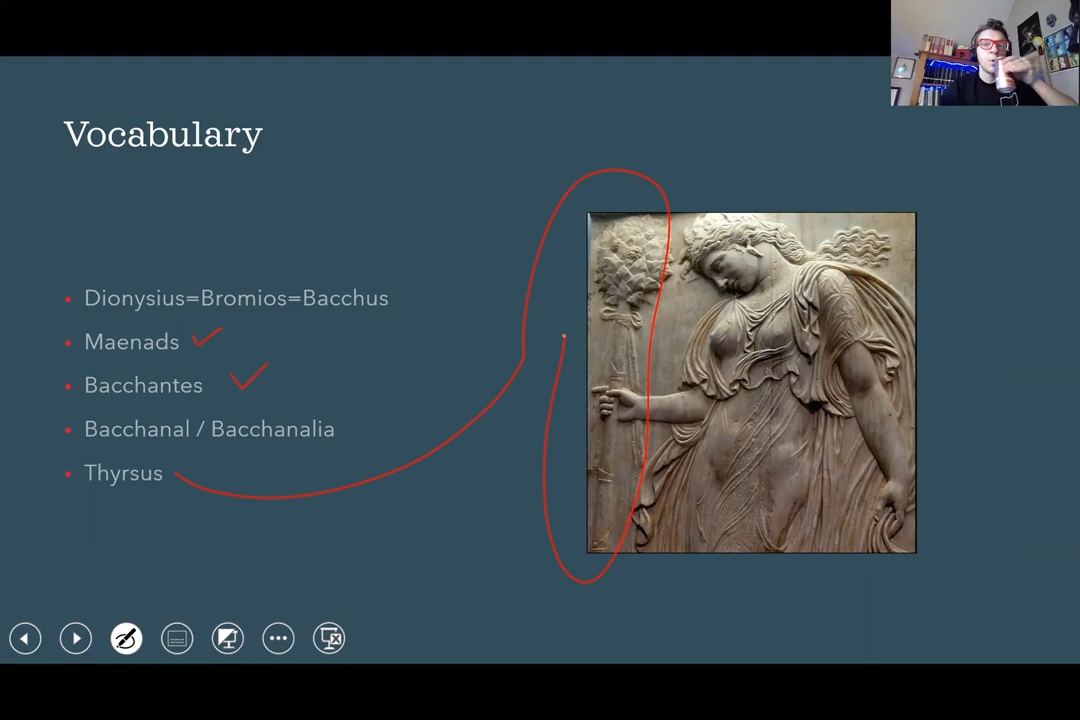 Vocabulary
Dionysius=Bromios=Bacchus
Maenads
Bacchantes
Bacchanal / Bacchanalia
Thyrsus